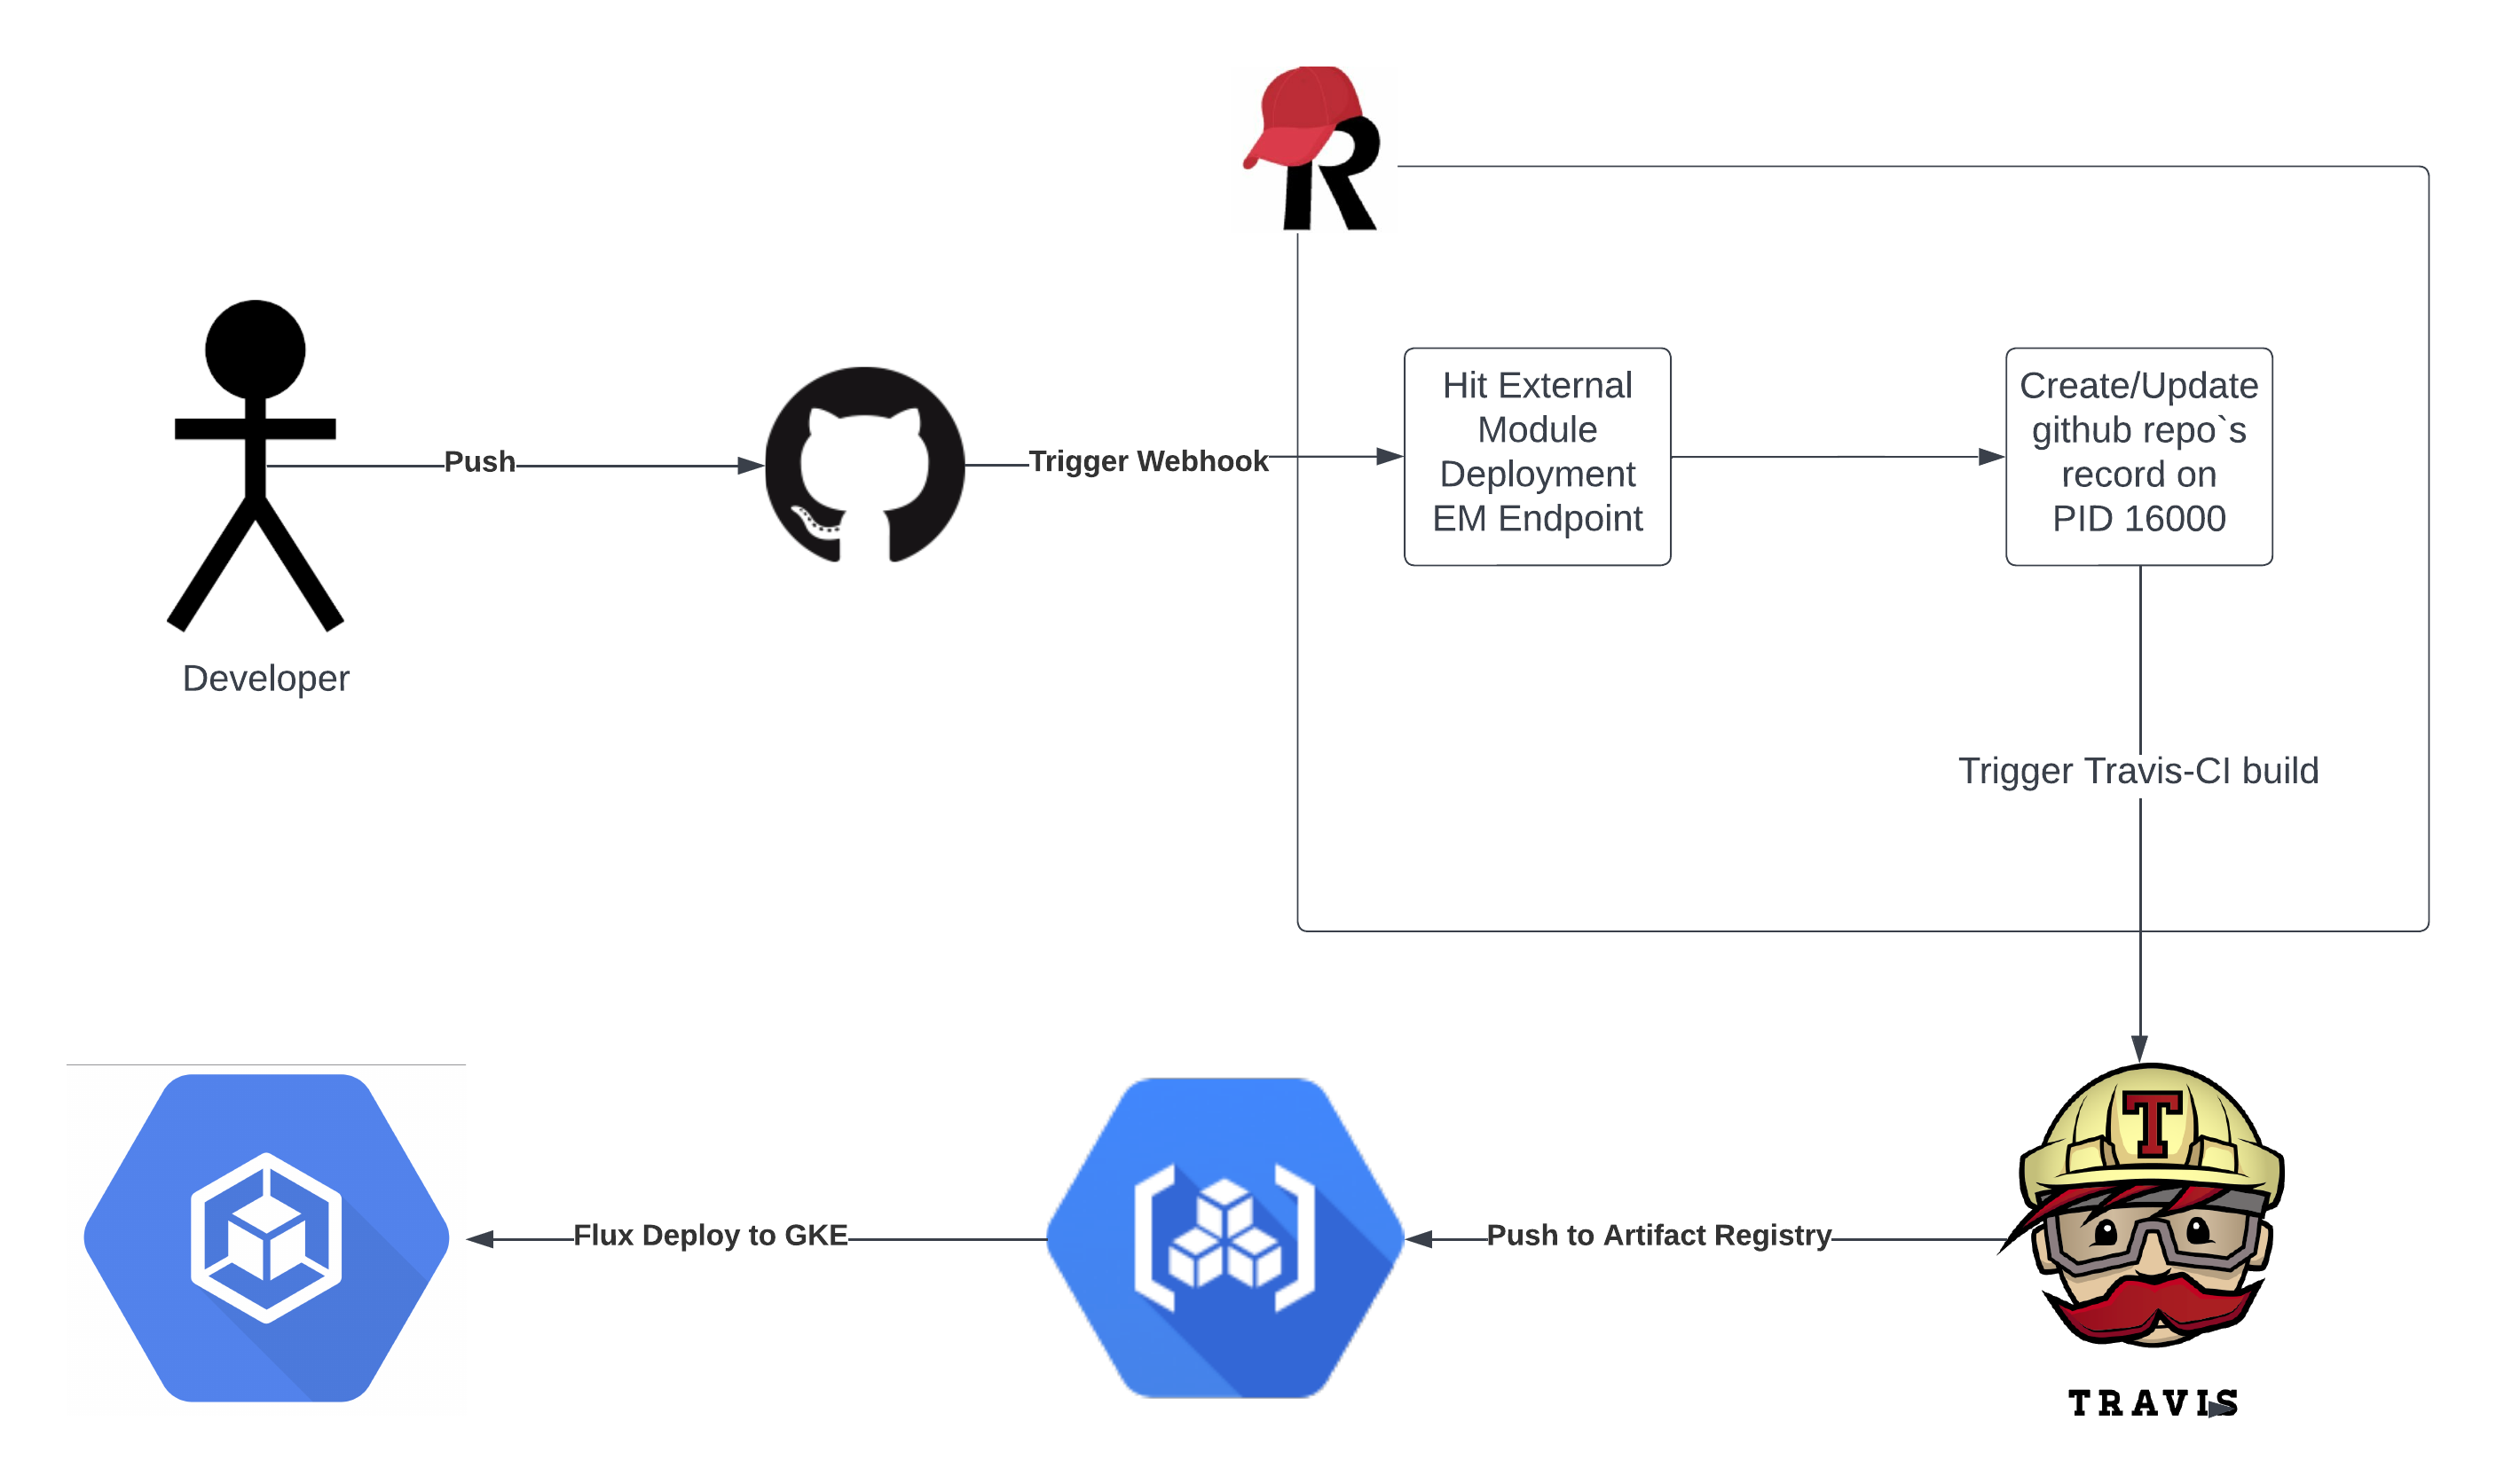 R
Hit External
Module
Deployment
EM Endpoint
Create/Update
github repo`s
record on
PID 16000
Push
Trigger Webhook
Developer
Trigger Travis-CI build
T
Flux Deploy to GKE
Push to Artifact Registry
TRAVIS